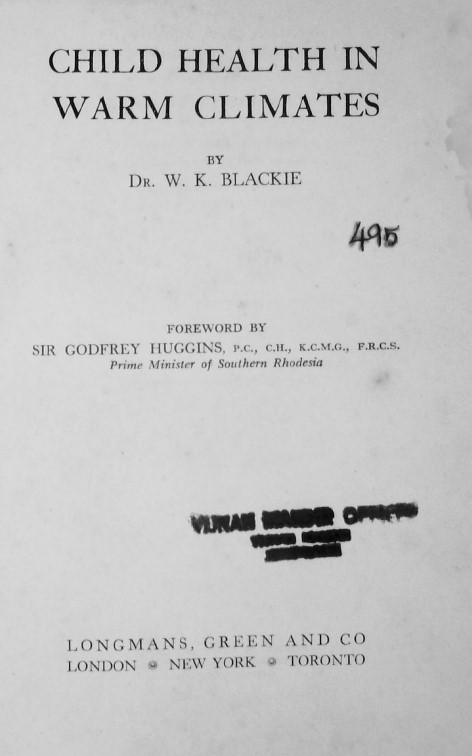 CHILD HEALTH IN
WARM CLIMATES
BY
DR. W. K. BLACKIE
495
FOREWORD BY
SIR GODFREY HUGGINS, P.C., C.H., K.C.M.G., F.R.C.S.
Prime Minister of Southern Rhodesia
LONGMANS, GREEN AND CO
LONDON NEW YORK TORONTO